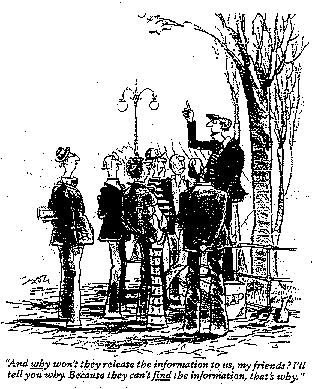 "And why won't they release the information to us, my friends? I'll
tell you why. Because they can't find the information, that's why."